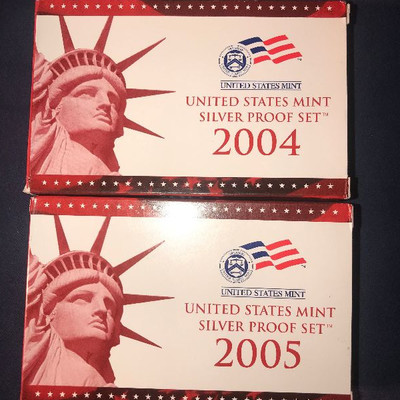 UNITED STATES MINT
UNITED STATES MINT
SILVER PROOF SET™
2004
UNITED STATES MINT
UNITED STATES MINT
SILVER PROOF SET™
2005